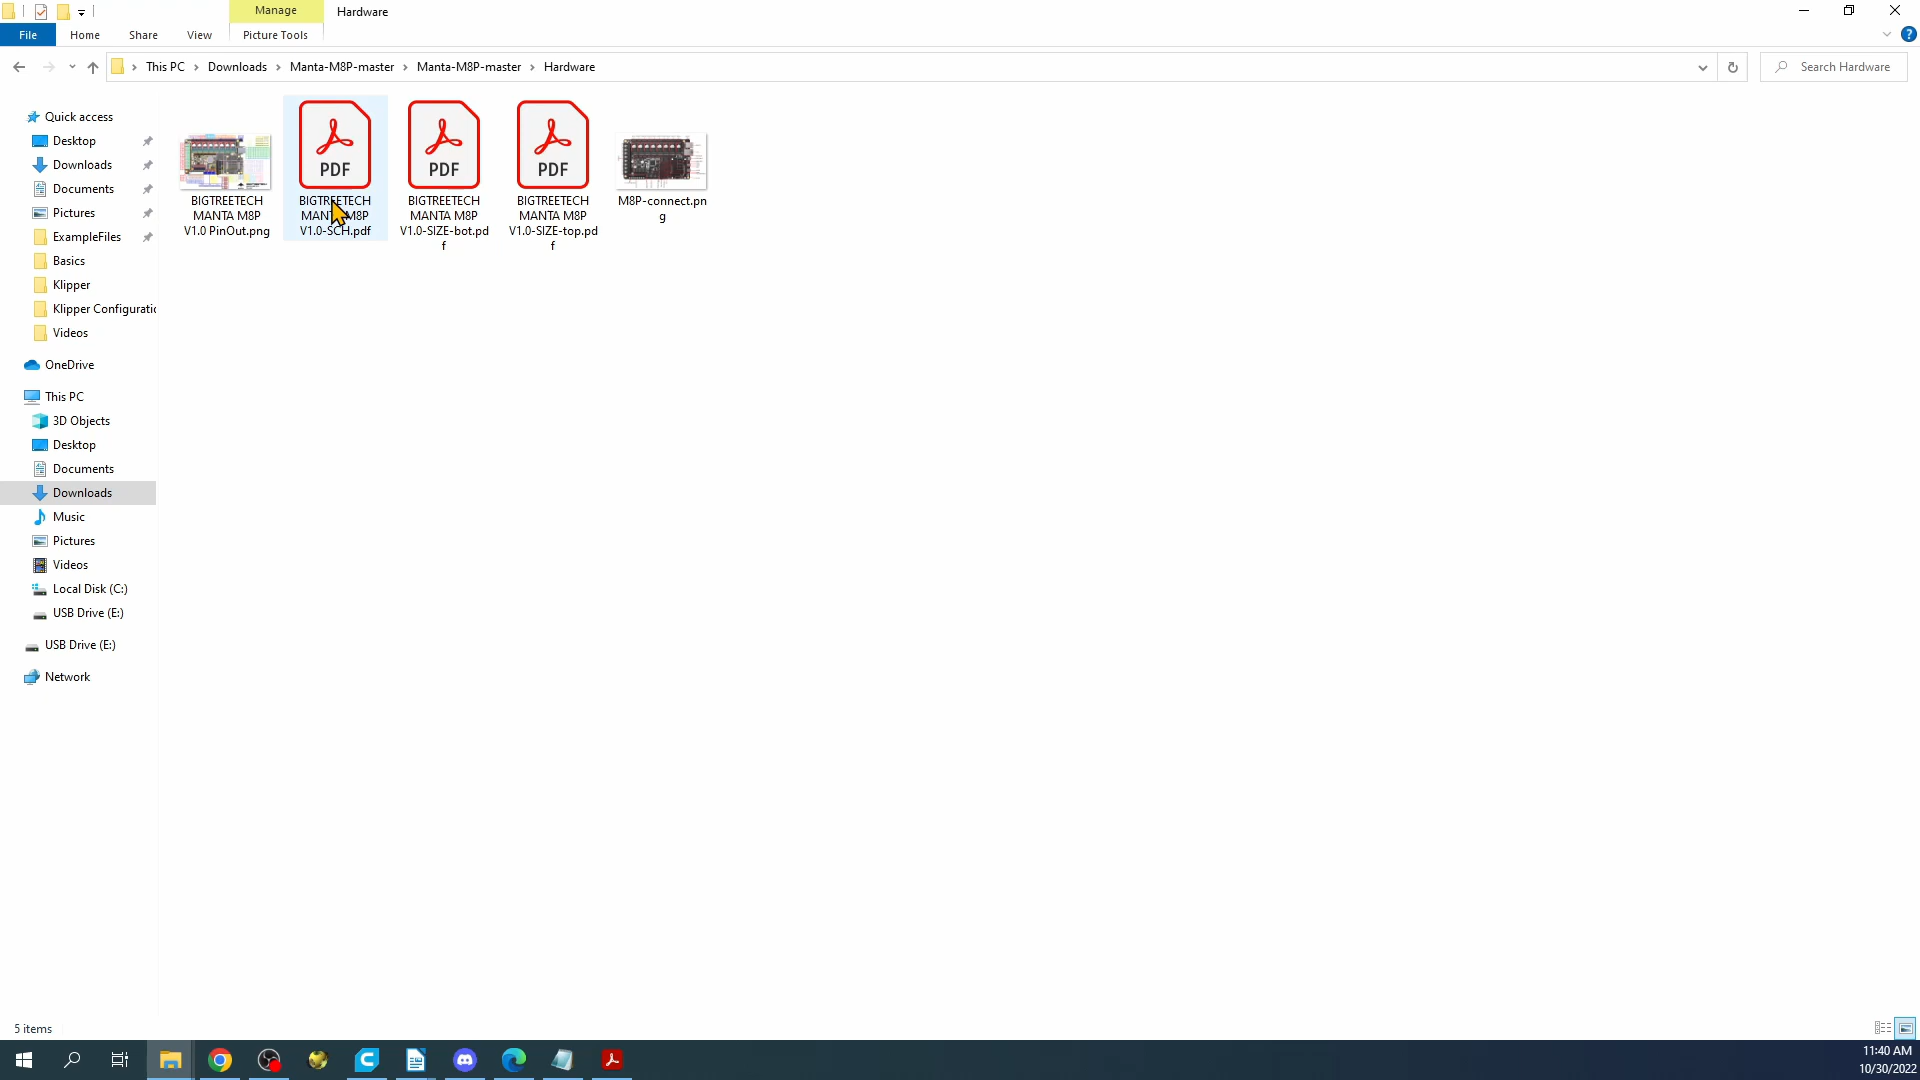 Manage
Hardware
File
Home
Share
View
Picture Tools
This PC
Downloads
Manta-M8P-master
Manta-M8P-master
Hardware
Search Hardware
Quick access
Desktop
Downloads
Documents
Pictures
ExampleFiles
Basics
Klipper
Klipper Configuratio
Videos
OneDrive
This PC
3D Objects
Desktop
Documents
Downloads
Music
Pictures
Videos
Local Disk (C:)
USB Drive (E:)
USB Drive (E:)
Network
BIGTREETECH
MANTA M8P
V1.0 PinOut.png
PDF
BIGTREETECH
MANTA M8P
V1.0-SCH.pdf
PDF
BIGTREETECH
MANTA M8P
V1.0-SIZE-bot.pd
f
PDF
BIGTREETECH
MANTA M8P
V1.0-SIZE-top.pd
f
M8P-connect.pn
g
5 items
11:40 AM
10/30/2022